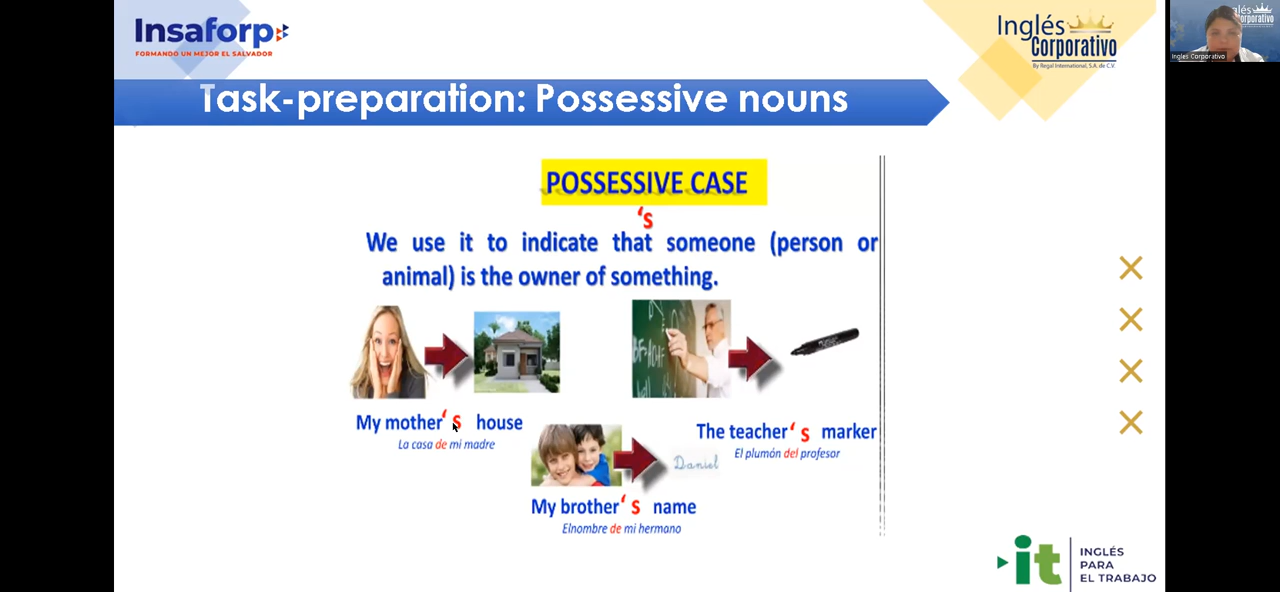 Insaforp
FORMANDO UN MEJOR EL SALVADOR
Inglés
Corporativo
By Regal International, S.A. de C.V.
Inglés Corporativo
Task-preparation: Possessive nouns
POSSESSIVE CASE
‘s
We use it to indicate that someone (person or
animal) is the owner of something.
My mother‘s house
La casa de mi madre
The teacher‘s marker
El plumón del profesor
Daniel
My brother‘s name
Elnombre de mi hermano
it
INGLÉS
PARA
EL TRABAJO